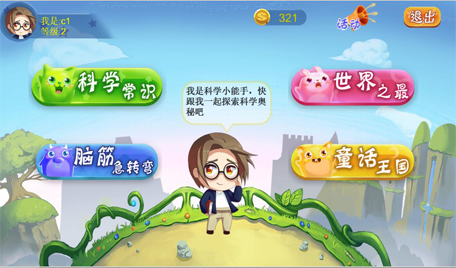 我是:c1
等级 2
321
活动
退出
科学常识
世界之最
我是科学小能手，快
跟我一起探索科学奥
秘吧
脑筋急转弯
童话王国